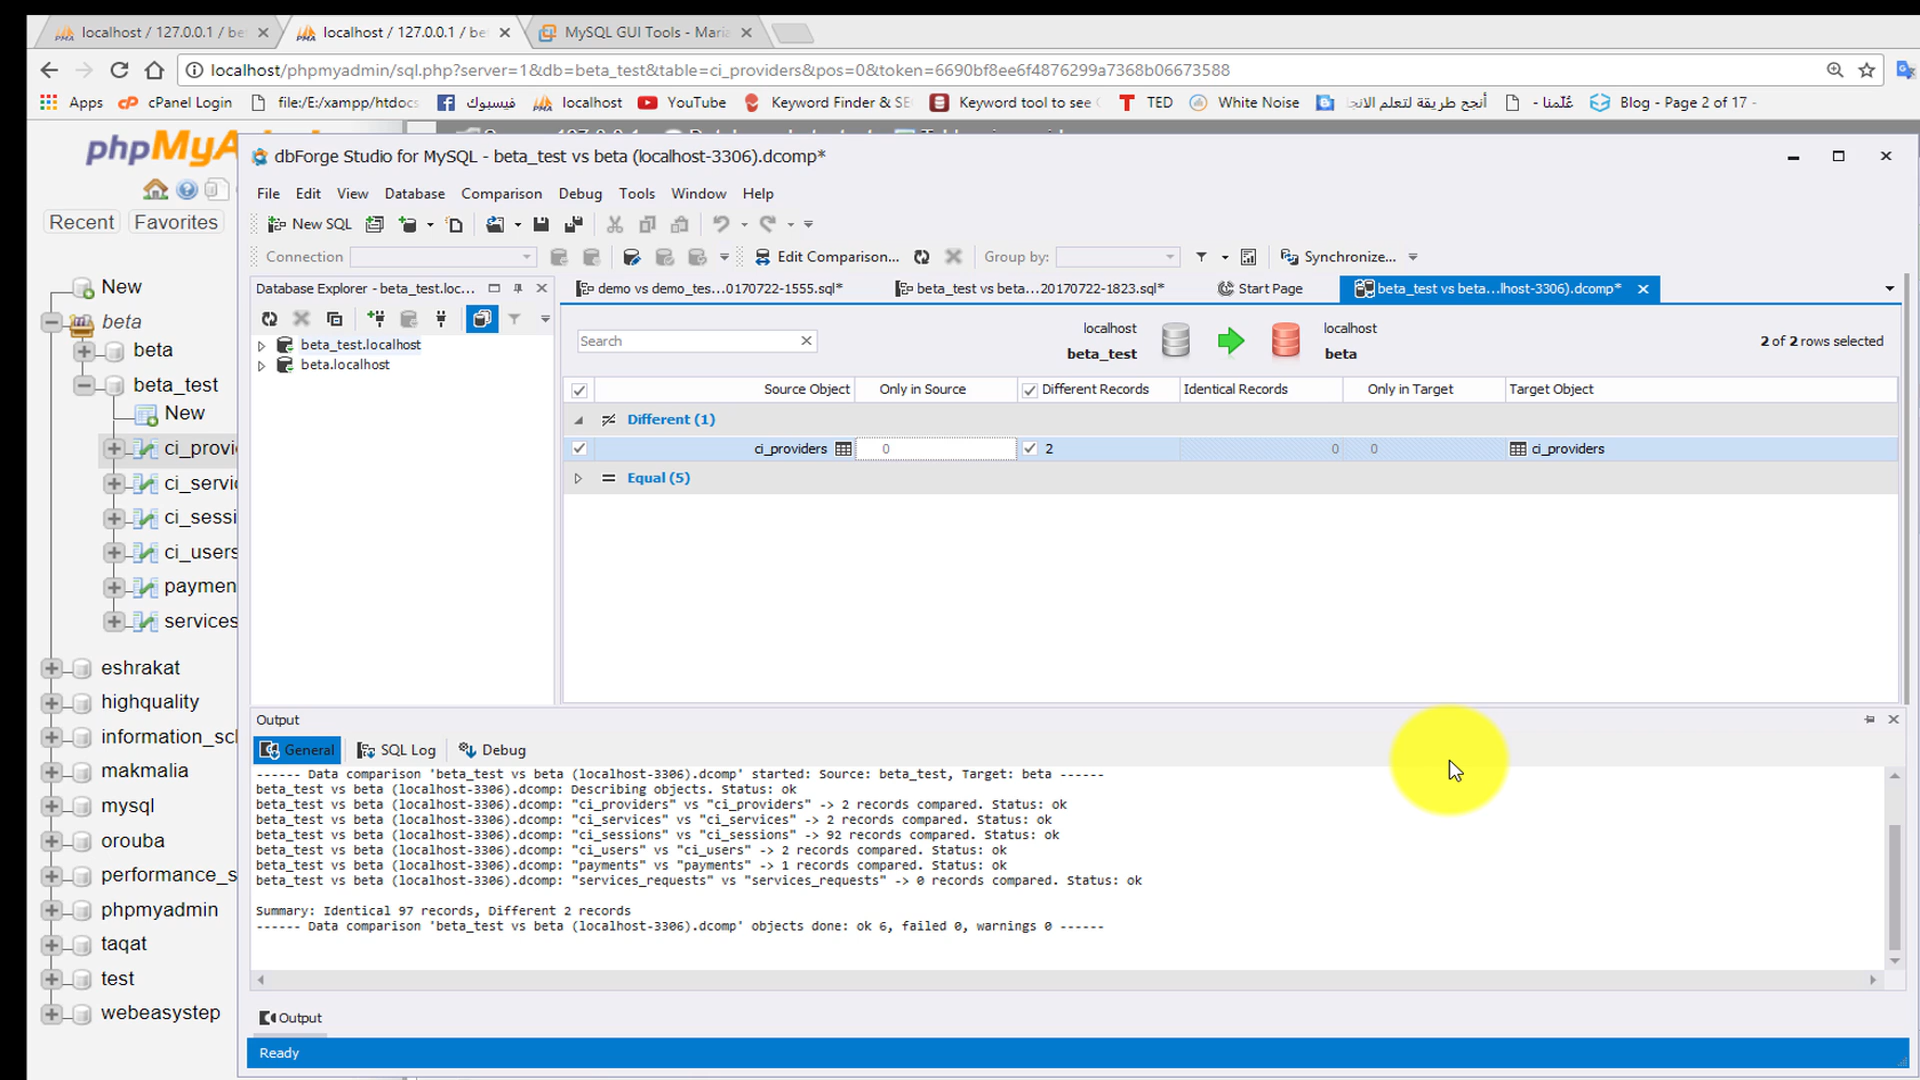 localhost / 127.0.0.1 / be
localhost / 127.0.0.1 / be
MySQL GUI Tools - Maria
localhost/phpmyadmin/sql.php?server=1&db=beta_test&table=ci_providers&pos=0&token=6690bf8ee6f4876299a7368b06673588
Apps
cPanel Login
file:/E:/xampp/htdocs
فيسبوك
localhost
YouTube
Keyword Finder & SE
Keyword tool to see
TED
White Noise
أنجح طريقة لتعلم الانجا
عُلّمنا -
Blog - Page 2 of 17 -
phpMyA
Recent
Favorites
New
beta
beta
beta_test
New
ci_provi
ci_servic
ci_sessi
ci_users
paymen
services
eshrakat
highquality
information_scl
makmalia
mysql
orouba
performance_s
phpmyadmin
taqat
test
webeasystep
dbForge Studio for MySQL - beta_test vs beta (localhost-3306).dcomp*
File Edit View Database Comparison Debug Tools Window Help
New SQL
Connection
Edit Comparison...
Group by:
Synchronize...
Database Explorer - beta_test.loc...
beta_test.localhost
beta.localhost
demo vs demo_tes...0170722-1555.sql*
beta_test vs beta...20170722-1823.sql*
Start Page
beta_test vs beta...lhost-3306).dcomp*
Search
localhost
beta_test
localhost
beta
2 of 2 rows selected
Source Object Only in Source Different Records Identical Records Only in Target Target Object
Different (1)
ci_providers 0 2 0 0 ci_providers
Equal (5)
Output
General SQL Log Debug
------ Data comparison 'beta_test vs beta (localhost-3306).dcomp' started: Source: beta_test, Target: beta ------
beta_test vs beta (localhost-3306).dcomp: Describing objects. Status: ok
beta_test vs beta (localhost-3306).dcomp: "ci_providers" vs "ci_providers" -> 2 records compared. Status: ok
beta_test vs beta (localhost-3306).dcomp: "ci_services" vs "ci_services" -> 2 records compared. Status: ok
beta_test vs beta (localhost-3306).dcomp: "ci_sessions" vs "ci_sessions" -> 92 records compared. Status: ok
beta_test vs beta (localhost-3306).dcomp: "ci_users" vs "ci_users" -> 2 records compared. Status: ok
beta_test vs beta (localhost-3306).dcomp: "payments" vs "payments" -> 1 records compared. Status: ok
beta_test vs beta (localhost-3306).dcomp: "services_requests" vs "services_requests" -> 0 records compared. Status: ok
Summary: Identical 97 records, Different 2 records
------ Data comparison 'beta_test vs beta (localhost-3306).dcomp' objects done: ok 6, failed 0, warnings 0 ------
Output
Ready